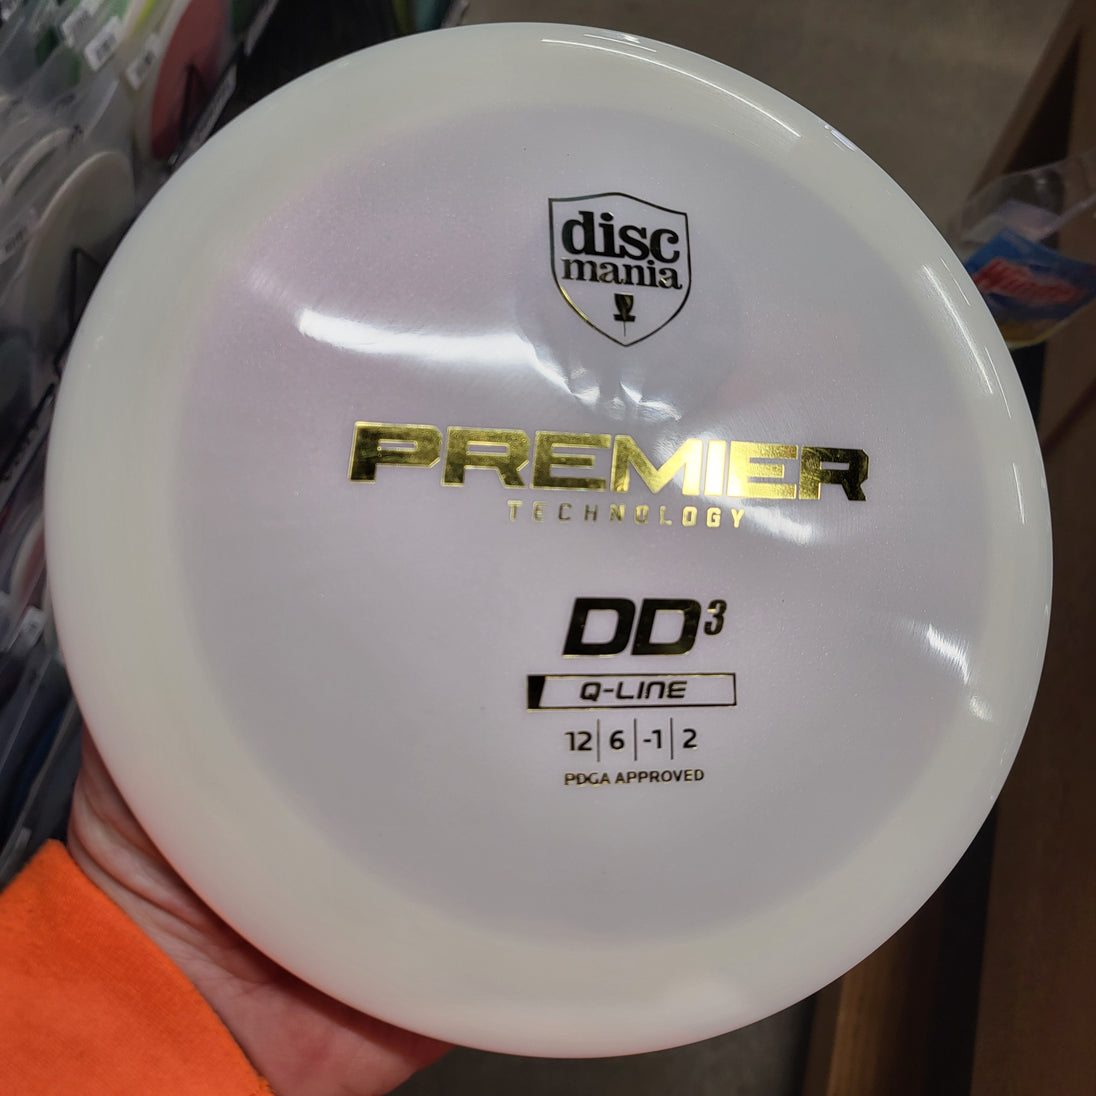 disc
mania
PREMIER
TECHNOLOGY
DD³
Q-LINE
12 | 6 | -1 | 2
PDGA APPROVED